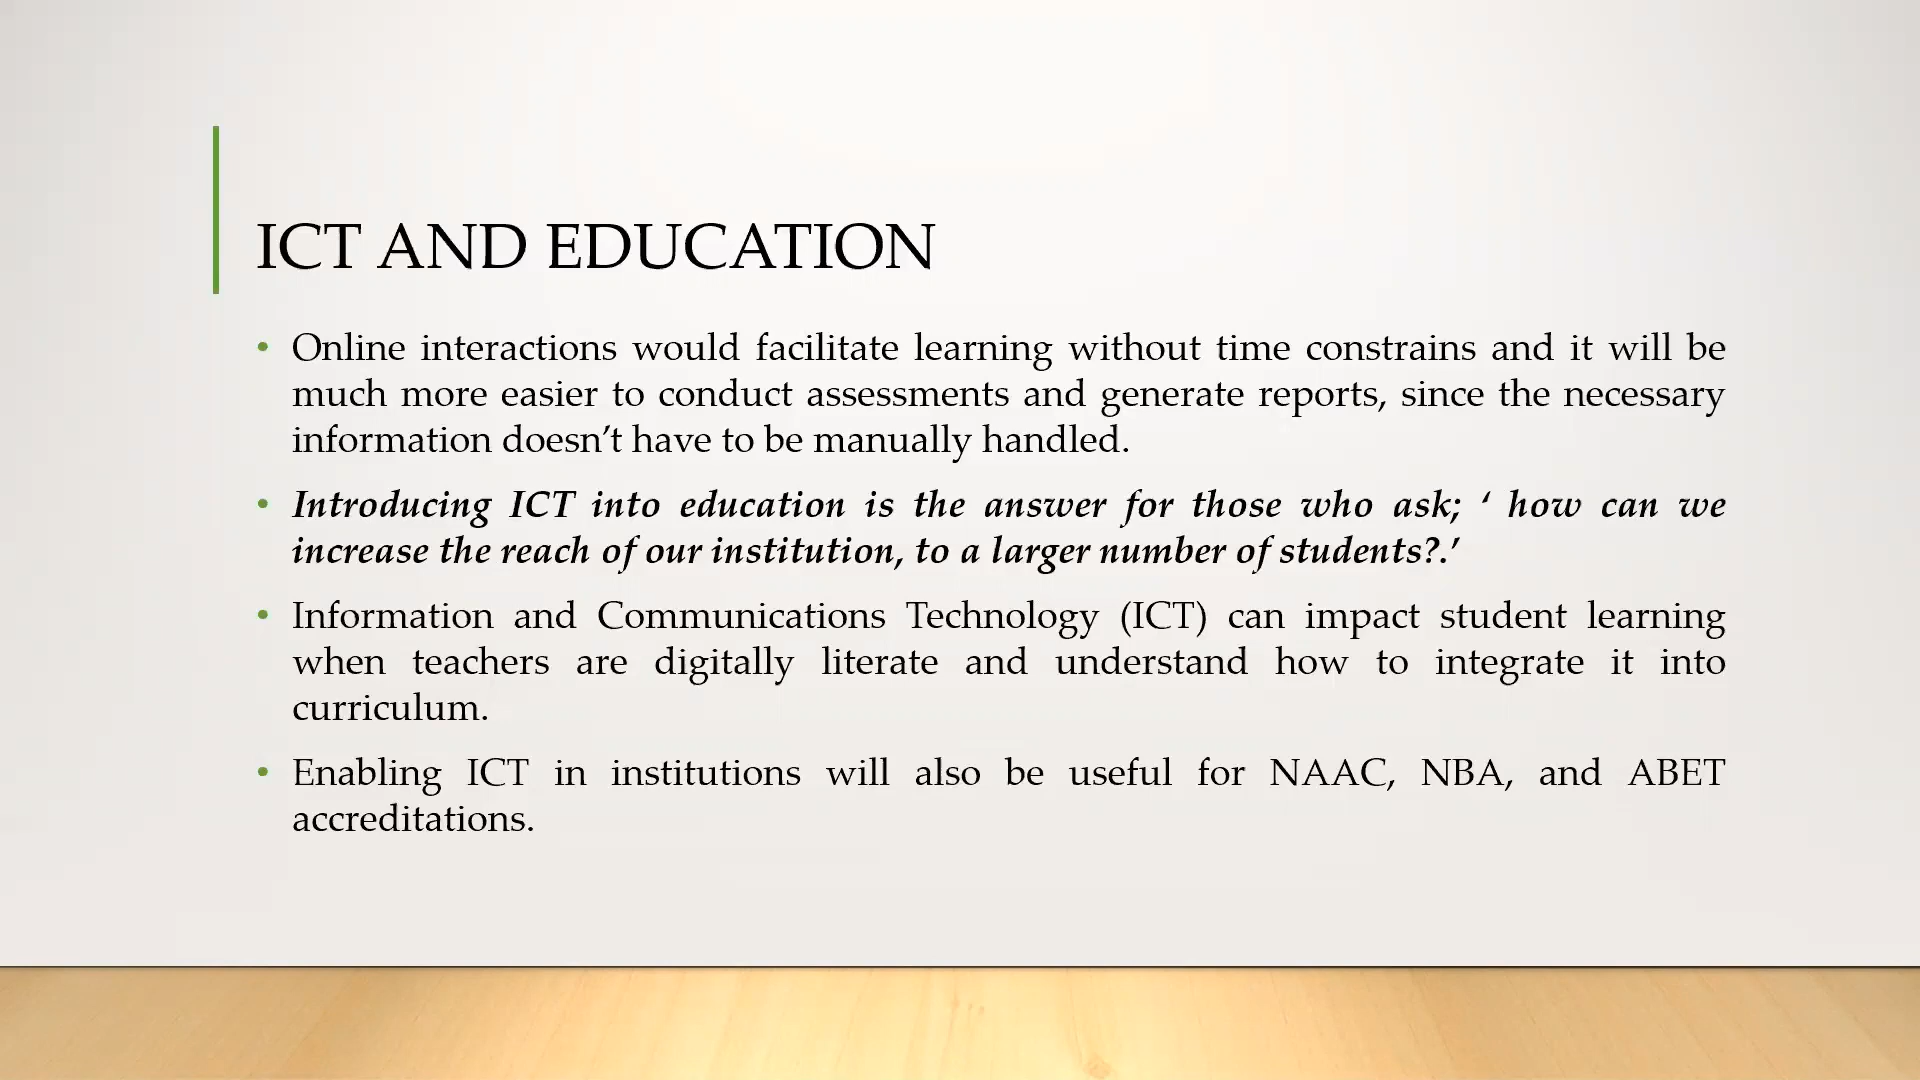 ICT AND EDUCATION
• Online interactions would facilitate learning without time constrains and it will be
much more easier to conduct assessments and generate reports, since the necessary
information doesn’t have to be manually handled.
• Introducing ICT into education is the answer for those who ask; ‘ how can we
increase the reach of our institution, to a larger number of students?.’
• Information and Communications Technology (ICT) can impact student learning
when teachers are digitally literate and understand how to integrate it into
curriculum.
• Enabling ICT in institutions will also be useful for NAAC, NBA, and ABET
accreditations.